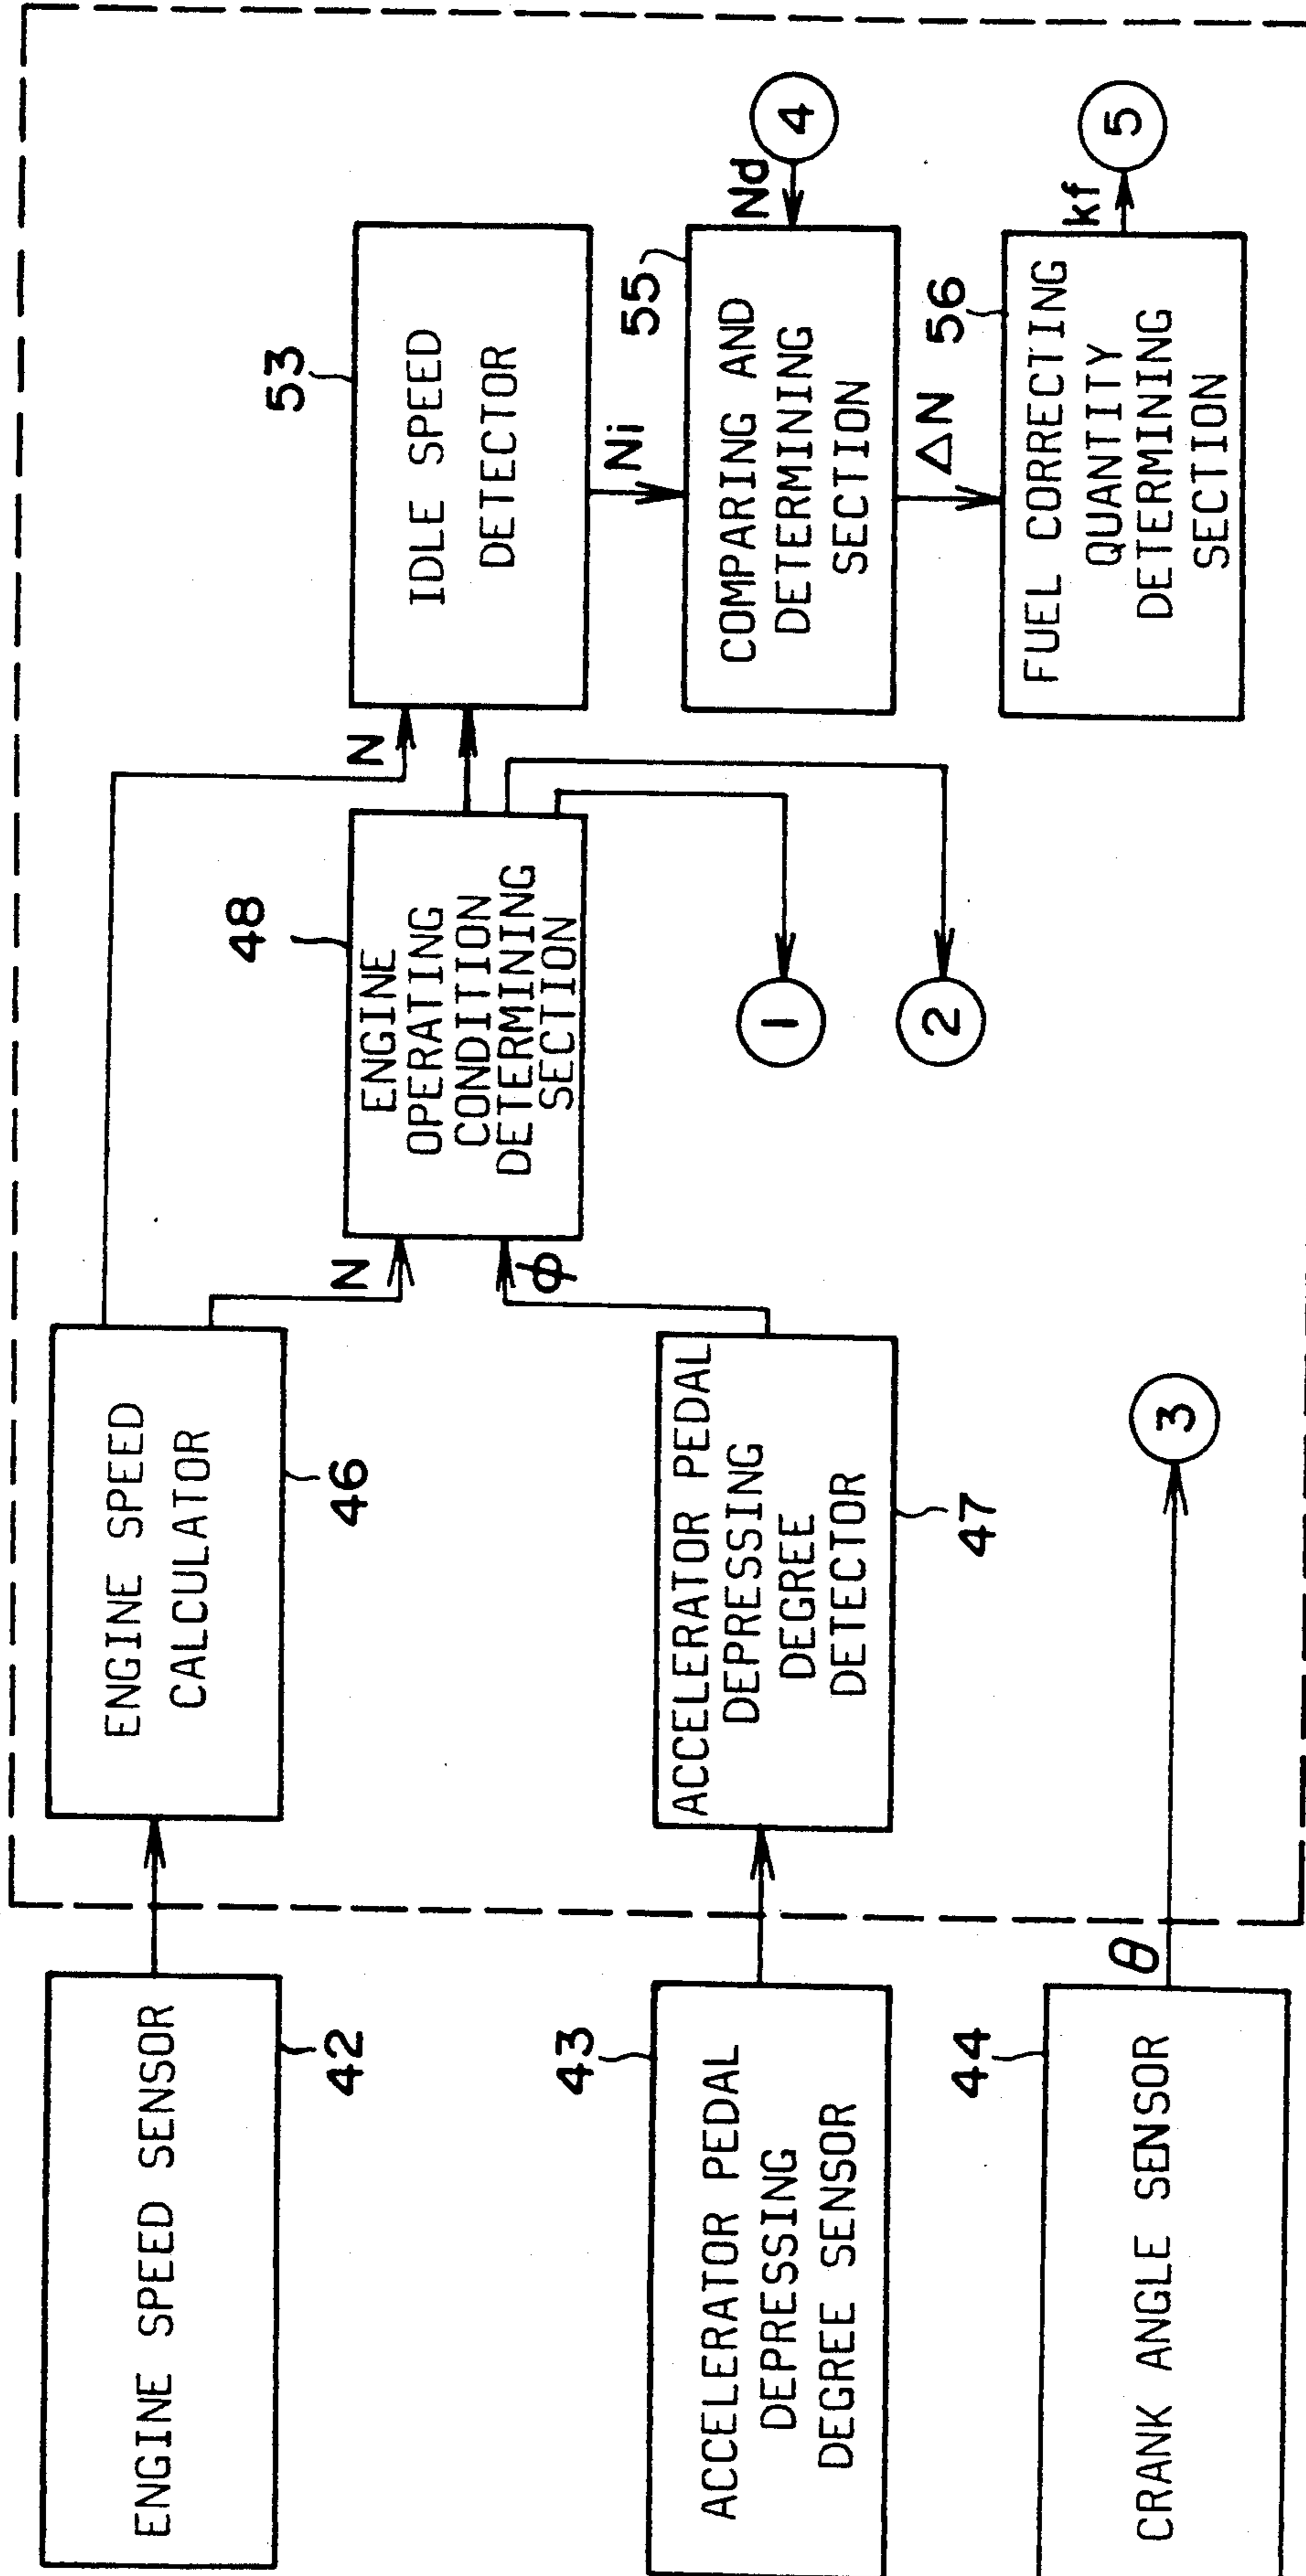 ENGINE SPEED SENSOR
42
ENGINE SPEED
CALCULATOR
46
N
N
ACCELERATOR PEDAL
DEPRESSING
DEGREE SENSOR
43
ACCELERATOR PEDAL
DEPRESSING
DEGREE
DETECTOR
47
ϕ
CRANK ANGLE SENSOR
44
θ
3
ENGINE
OPERATING
CONDITION
DETERMINING
SECTION
48
1
2
IDLE SPEED
DETECTOR
53
Ni
COMPARING AND
DETERMINING
SECTION
55
Nd
4
ΔN
FUEL CORRECTING
QUANTITY
DETERMINING
SECTION
56
kf
5